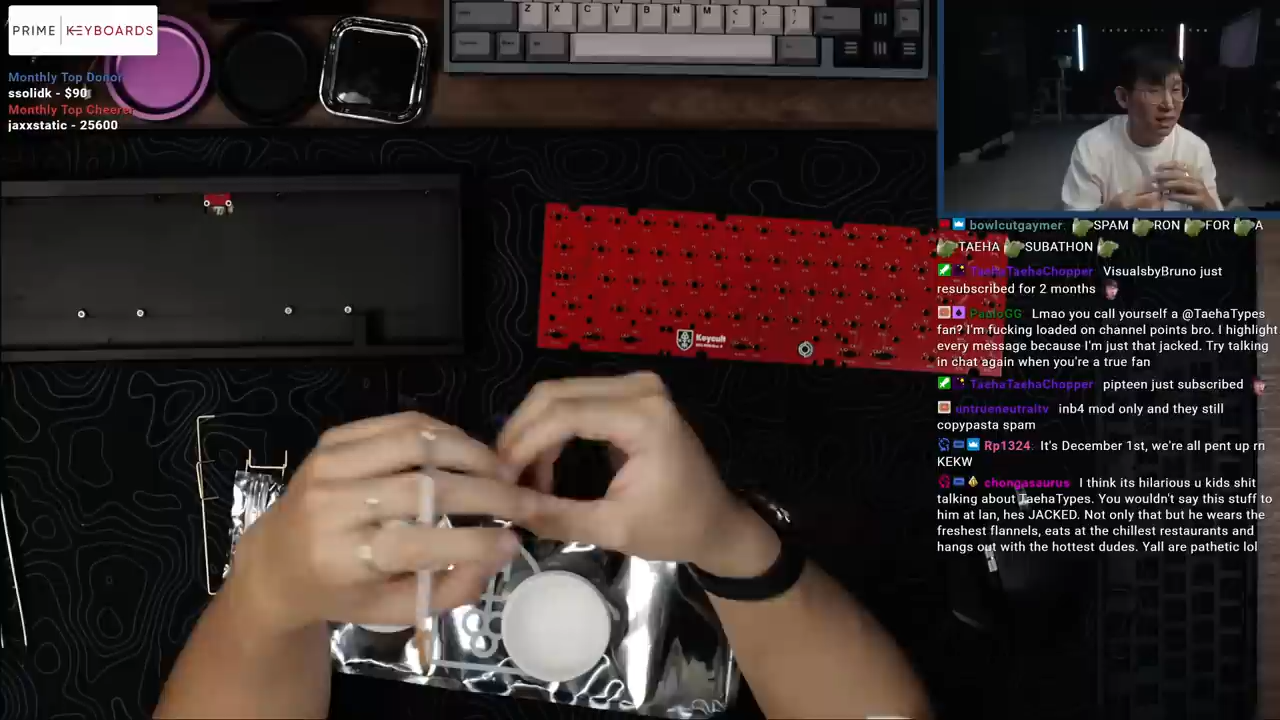 PRIME | KEYBOARDS
Monthly Top Donor
ssolidk - $90
Monthly Top Cheerer
jaxxstatic - 25600
Z X C V B N M < > ?
Keycult
bowlcutgaymer: SPAM RON FOR A
TAEHA SUBATHON
TaehaTaehaChopper VisualsbyBruno just
resubscribed for 2 months
PabloGG Lmao you call yourself a @TaehaTypes
fan? I'm fucking loaded on channel points bro. I highlight
every message because I'm just that jacked. Try talking
in chat again when you're a true fan
TaehaTaehaChopper pipteen just subscribed
untrueneutraltv inb4 mod only and they still
copypasta spam
Rp1324: It's December 1st, we're all pent up rn
KEKW
chongasaurus: I think its hilarious u kids shit
talking about TaehaTypes. You wouldn't say this stuff to
him at lan, hes JACKED. Not only that but he wears the
freshest flannels, eats at the chillest restaurants and
hangs out with the hottest dudes. Yall are pathetic lol